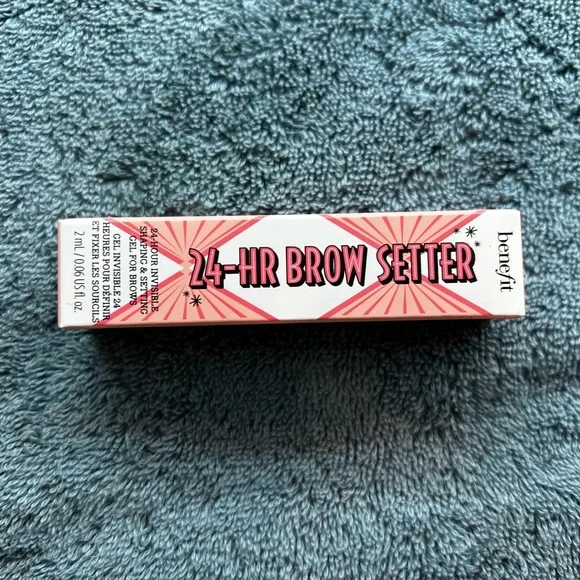 benefit
24-HR BROW SETTER
24-HOUR INVISIBLE
SHAPING & SETTING
GEL FOR BROWS
GEL INVISIBLE 24
HEURES POUR DÉFINIR
ET FIXER LES SOURCILS
2 mL / 0.06 US fl. oz.